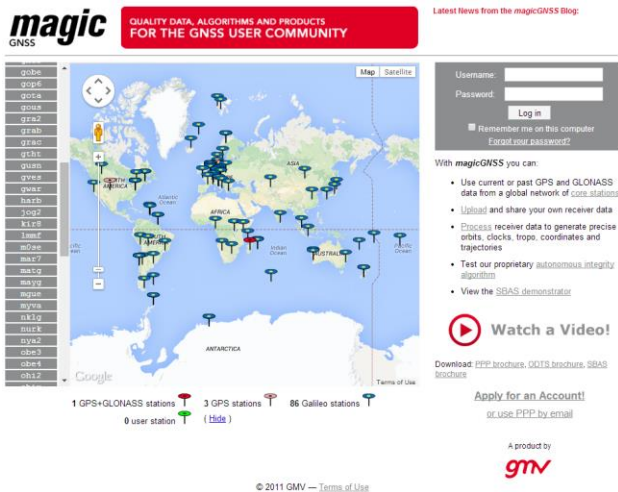 magic
GNSS
QUALITY DATA, ALGORITHMS AND PRODUCTS
FOR THE GNSS USER COMMUNITY
Latest News from the magicGNSS Blog:
gobe
gop6
gota
gous
gra2
grab
grac
gtht
gusn
gves
gwar
harb
jog2
kir8
lmmf
m0se
mar7
matg
mayg
mgue
myva
nklg
nurk
nya2
obe3
obe4
ohi2
Map
Satellite
NORTH
AMERICA
Atlantic
Ocean
ASIA
AFRICA
SOUTH
AMERICA
Indian
Ocean
AUSTRALIA
Pacific
Ocean
ANTARCTICA
Google
Terms of Use
1 GPS+GLONASS stations
3 GPS stations
86 Galileo stations
0 user station
( Hide )
Username:
Password:
Log in
Remember me on this computer
Forgot your password?
With magicGNSS you can:
• Use current or past GPS and GLONASS
data from a global network of core stations
• Upload and share your own receiver data
• Process receiver data to generate precise
orbits, clocks, tropo, coordinates and
trajectories
• Test our proprietary autonomous integrity
algorithm
• View the SBAS demonstrator
Watch a Video!
Download: PPP brochure, ODTS brochure, SBAS
brochure
Apply for an Account!
or use PPP by email
A product by
gmv
© 2011 GMV — Terms of Use